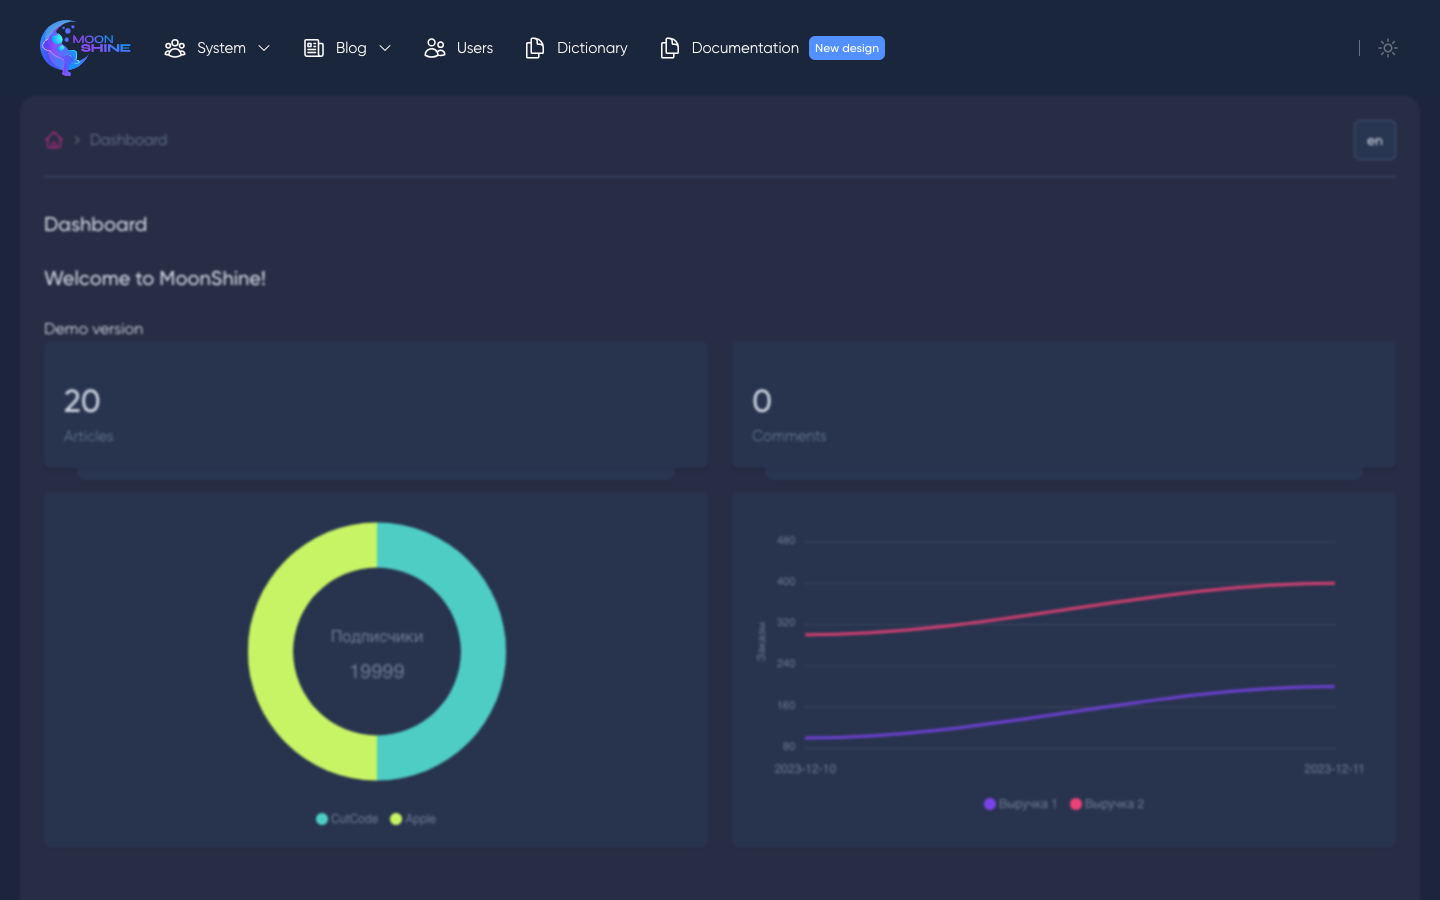 MOON
SHINE
System
Blog
Users
Dictionary
Documentation
New design
Dashboard
en
Dashboard
Welcome to MoonShine!
Demo version
20
Articles
0
Comments
Подписчики
19999
CutCode
Apple
480
400
320
240
160
80
Заказы
2023-12-10
2023-12-11
Выручка 1
Выручка 2